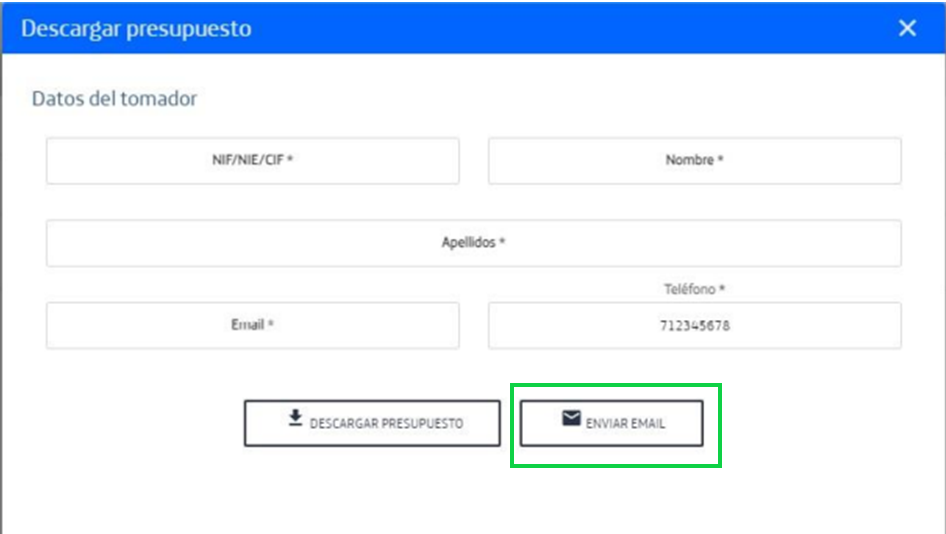 Descargar presupuesto
Datos del tomador
NIF/NIE/CIF *
Nombre *
Apellidos *
Email *
Teléfono *
712345678
DESCARGAR PRESUPUESTO
ENVIAR EMAIL